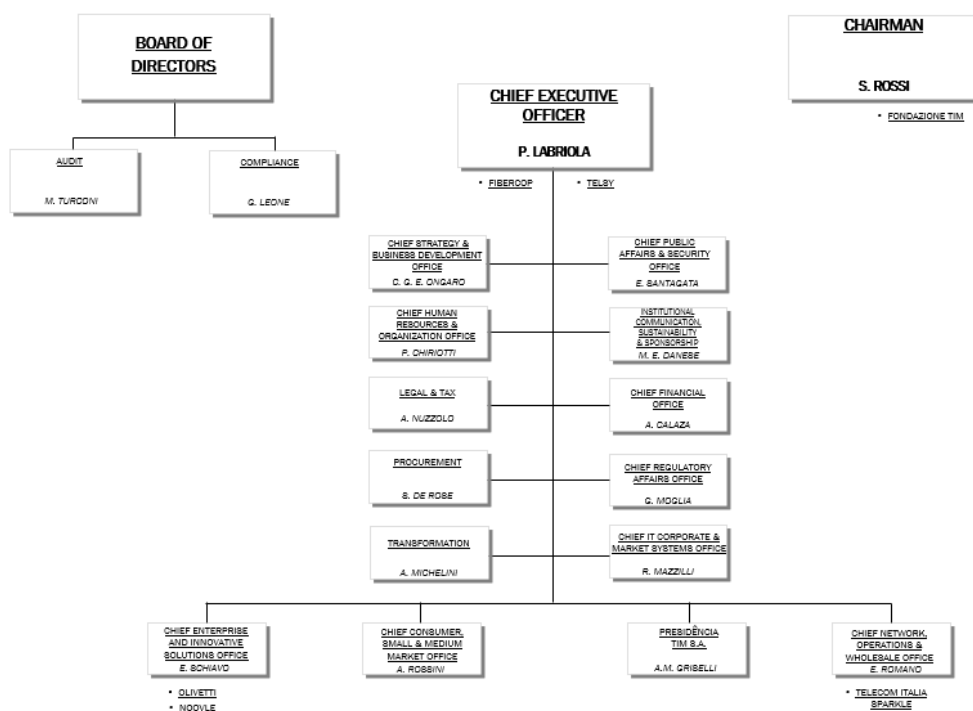 BOARD OF
DIRECTORS
CHAIRMAN
S. ROSSI
• FONDAZIONE TIM
CHIEF EXECUTIVE
OFFICER
P. LABRIOLA
• FIBERCOP
• TELSY
AUDIT
M. TURCONI
COMPLIANCE
G. LEONE
CHIEF STRATEGY &
BUSINESS DEVELOPMENT
OFFICE
C. G. E. ONGARO
CHIEF PUBLIC
AFFAIRS & SECURITY
OFFICE
E. SANTAGATA
CHIEF HUMAN
RESOURCES &
ORGANIZATION OFFICE
P. CHIRIOTTI
INSTITUTIONAL
COMMUNICATION,
SUSTAINABILITY
& SPONSORSHIP
M. E. DANESE
LEGAL & TAX
A. NUZZOLO
CHIEF FINANCIAL
OFFICE
A. CALAZA
PROCUREMENT
S. DE ROSE
CHIEF REGULATORY
AFFAIRS OFFICE
G. MOGLIA
TRANSFORMATION
A. MICHELINI
CHIEF IT CORPORATE &
MARKET SYSTEMS OFFICE
R. MAZZILLI
CHIEF ENTERPRISE
AND INNOVATIVE
SOLUTIONS OFFICE
E. SCHIAVO
• OLIVETTI
• NOOVLE
CHIEF CONSUMER,
SMALL & MEDIUM
MARKET OFFICE
A. ROSSINI
PRESIDÊNCIA
TIM S.A.
A.M. GRISELLI
CHIEF NETWORK,
OPERATIONS &
WHOLESALE OFFICE
E. ROMANO
• TELECOM ITALIA
SPARKLE